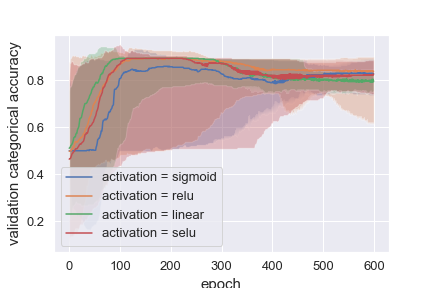 validation categorical acuracy
0.8
0.6
0.4
0.2
activation = sigmoid
activation = relu
activation = linear
activation = selu
0 100 200 300 400 500 600
epoch